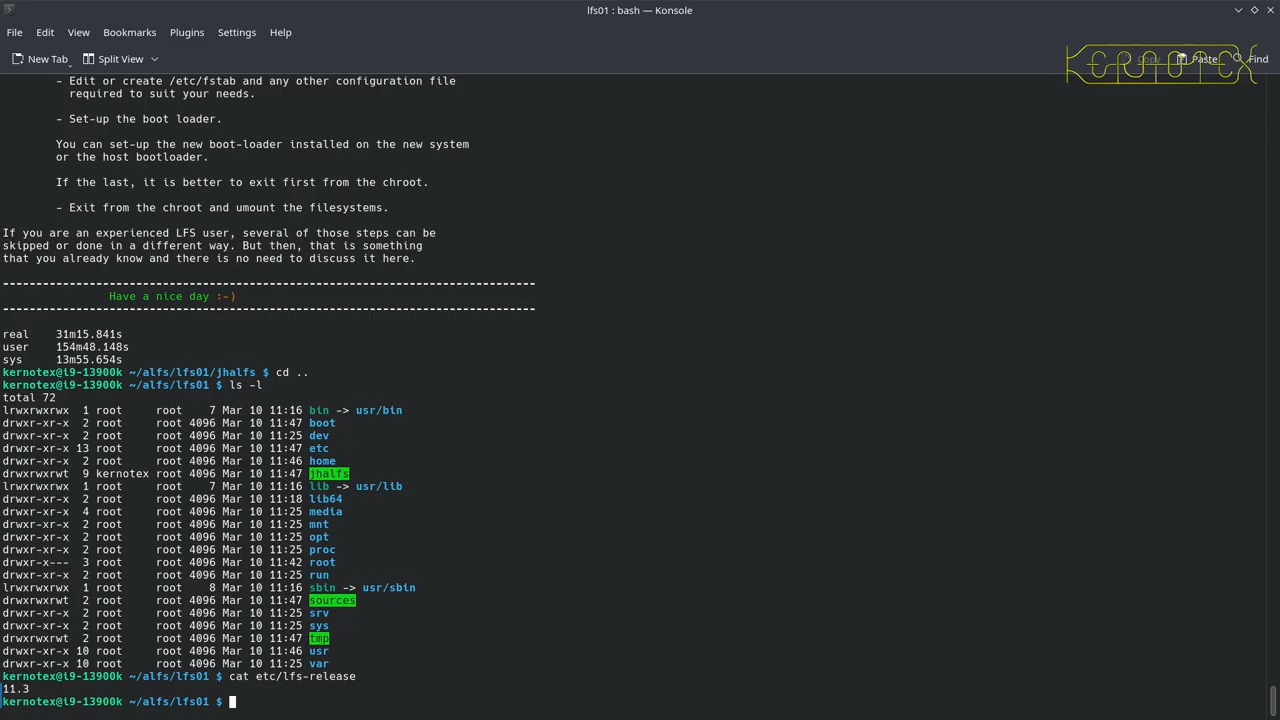 lfs01 : bash — Konsole
File Edit View Bookmarks Plugins Settings Help
New Tab Split View Copy Paste Find
KERNOTEX
- Edit or create /etc/fstab and any other configuration file
required to suit your needs.
- Set-up the boot loader.
You can set-up the new boot-loader installed on the new system
or the host bootloader.
If the last, it is better to exit first from the chroot.
- Exit from the chroot and umount the filesystems.
If you are an experienced LFS user, several of those steps can be
skipped or done in a different way. But then, that is something
that you already know and there is no need to discuss it here.
--------------------------------------------------------------------------------
Have a nice day :-)
--------------------------------------------------------------------------------
real 31m15.841s
user 154m48.148s
sys 13m55.654s
kernotex@i9-13900k ~/alfs/lfs01/jhalfs $ cd ..
kernotex@i9-13900k ~/alfs/lfs01 $ ls -l
total 72
lrwxrwxrwx 1 root root 7 Mar 10 11:16 bin -> usr/bin
drwxr-xr-x 2 root root 4096 Mar 10 11:47 boot
drwxr-xr-x 2 root root 4096 Mar 10 11:25 dev
drwxr-xr-x 13 root root 4096 Mar 10 11:47 etc
drwxr-xr-x 2 root root 4096 Mar 10 11:46 home
drwxrwxrwt 9 kernotex root 4096 Mar 10 11:47 jhalfs
lrwxrwxrwx 1 root root 7 Mar 10 11:16 lib -> usr/lib
drwxr-xr-x 2 root root 4096 Mar 10 11:18 lib64
drwxr-xr-x 4 root root 4096 Mar 10 11:25 media
drwxr-xr-x 2 root root 4096 Mar 10 11:25 mnt
drwxr-xr-x 2 root root 4096 Mar 10 11:25 opt
drwxr-xr-x 2 root root 4096 Mar 10 11:25 proc
drwxr-x--- 3 root root 4096 Mar 10 11:42 root
drwxr-xr-x 2 root root 4096 Mar 10 11:25 run
lrwxrwxrwx 1 root root 8 Mar 10 11:16 sbin -> usr/sbin
drwxrwxrwt 2 root root 4096 Mar 10 11:47 sources
drwxr-xr-x 2 root root 4096 Mar 10 11:25 srv
drwxr-xr-x 2 root root 4096 Mar 10 11:25 sys
drwxrwxrwt 2 root root 4096 Mar 10 11:47 tmp
drwxr-xr-x 10 root root 4096 Mar 10 11:46 usr
drwxr-xr-x 10 root root 4096 Mar 10 11:25 var
kernotex@i9-13900k ~/alfs/lfs01 $ cat etc/lfs-release
11.3
kernotex@i9-13900k ~/alfs/lfs01 $